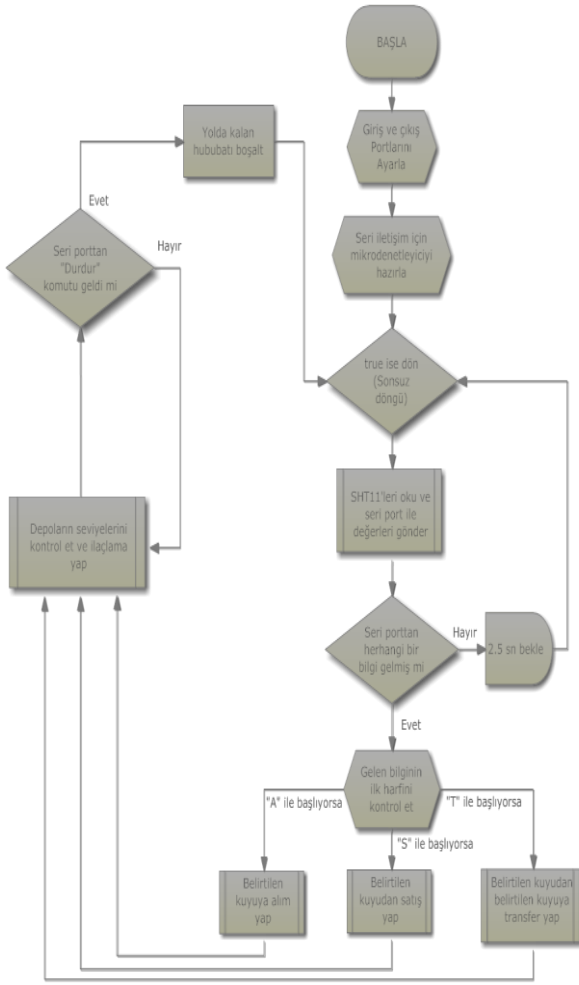 BAŞLA
Giriş ve çıkış
Portlarını
Ayarla
Seri iletişim için
mikrodenetleyiciyi
hazırla
true ise dön
(Sonsuz
döngü)
SHT11'leri oku ve
seri port ile
değerleri gönder
Seri porttan
herhangi bir
bilgi gelmiş mi
Hayır
2.5 sn bekle
Evet
Gelen bilginin
ilk harfini
kontrol et
"A" ile başlıyorsa
"S" ile başlıyorsa
"T" ile başlıyorsa
Belirtilen
kuyuya alım
yap
Belirtilen
kuyudan satış
yap
Belirtilen kuyudan
belirtilen kuyuya
transfer yap
Depoların seviyelerini
kontrol et ve ilaçlama
yap
Seri porttan
"Durdur"
komutu geldi mi
Hayır
Evet
Yolda kalan
hububatı boşalt